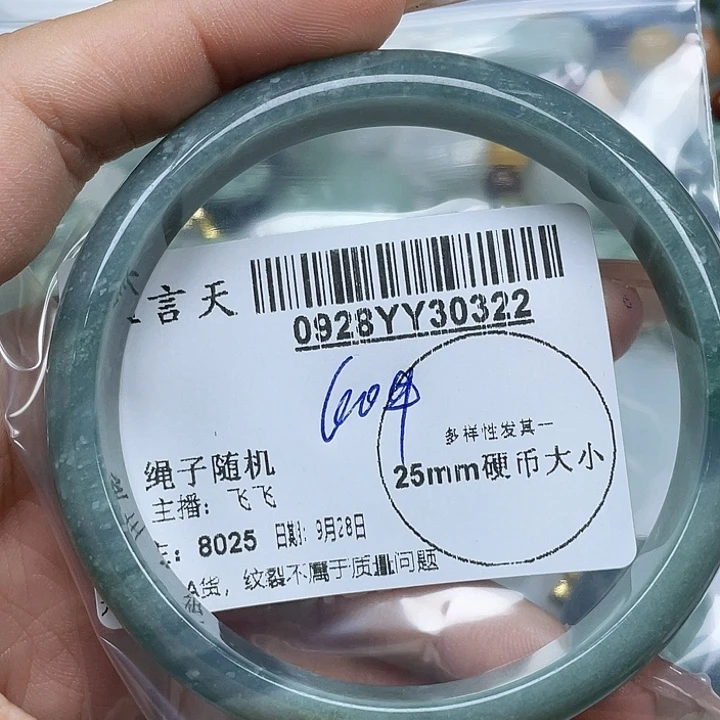 言天
0928YY30322
多样性发其一
25mm硬币大小
绳子随机
主播：飞飞
：8025 日期：9月28日
A货，纹裂不属于质量问题